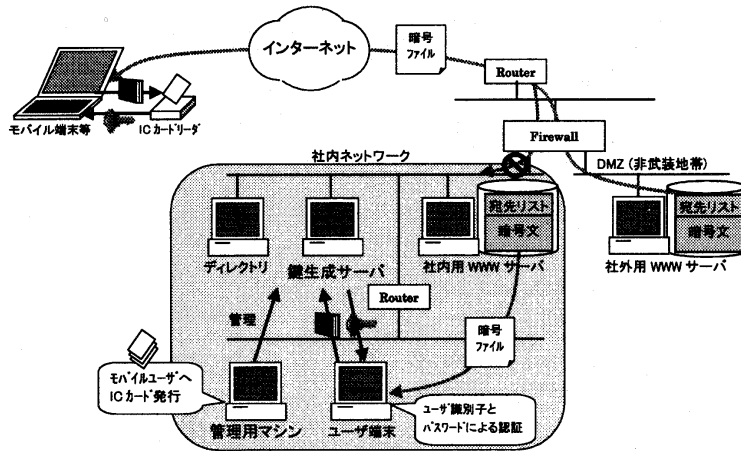 インターネット
暗号
ファイル
Router
モバイル端末等
ICカードリーダ
Firewall
社内ネットワーク
DMZ (非武装地帯)
宛先リスト
暗号文
宛先リスト
暗号文
ディレクトリ
鍵生成サーバ
社内用 WWW サーバ
社外用 WWW サーバ
Router
管理
暗号
ファイル
モバイルユーザへ
ICカード発行
ユーザ識別子と
パスワードによる認証
管理用マシン
ユーザ端末